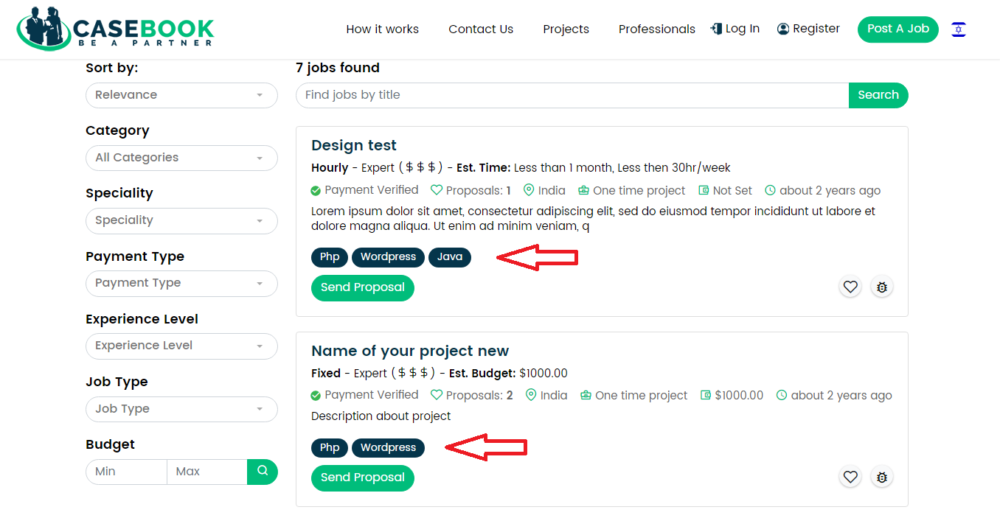 CASEBOOK
BE A PARTNER
How it works Contact Us Projects Professionals Log In Register Post A Job
Sort by:
Relevance
Category
All Categories
Speciality
Speciality
Payment Type
Payment Type
Experience Level
Experience Level
Job Type
Job Type
Budget
Min Max
7 jobs found
Find jobs by title Search
Design test
Hourly - Expert ($ $ $) - Est. Time: Less than 1 month, Less then 30hr/week
Payment Verified Proposals: 1 India One time project Not Set about 2 years ago
Lorem ipsum dolor sit amet, consectetur adipiscing elit, sed do eiusmod tempor incididunt ut labore et
dolore magna aliqua. Ut enim ad minim veniam, q
Php Wordpress Java
Send Proposal
Name of your project new
Fixed - Expert ($ $ $) - Est. Budget: $1000.00
Payment Verified Proposals: 2 India One time project $1000.00 about 2 years ago
Description about project
Php Wordpress
Send Proposal